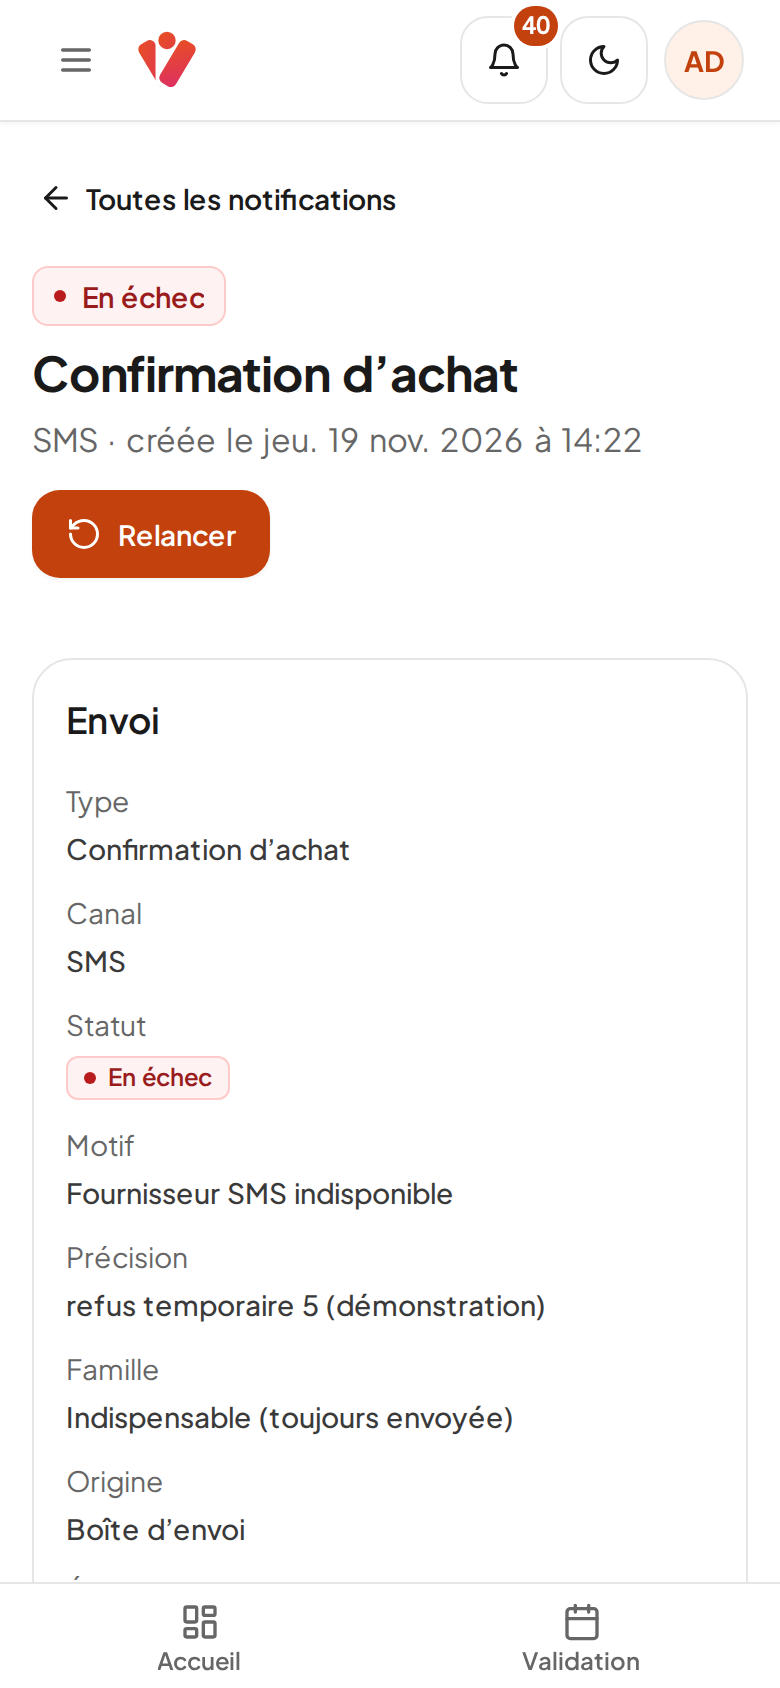 40
AD
Toutes les notifications
En échec
Confirmation d’achat
SMS · créée le jeu. 19 nov. 2026 à 14:22
Relancer
Envoi
Type
Confirmation d’achat
Canal
SMS
Statut
En échec
Motif
Fournisseur SMS indisponible
Précision
refus temporaire 5 (démonstration)
Famille
Indispensable (toujours envoyée)
Origine
Boîte d’envoi
Accueil
Validation